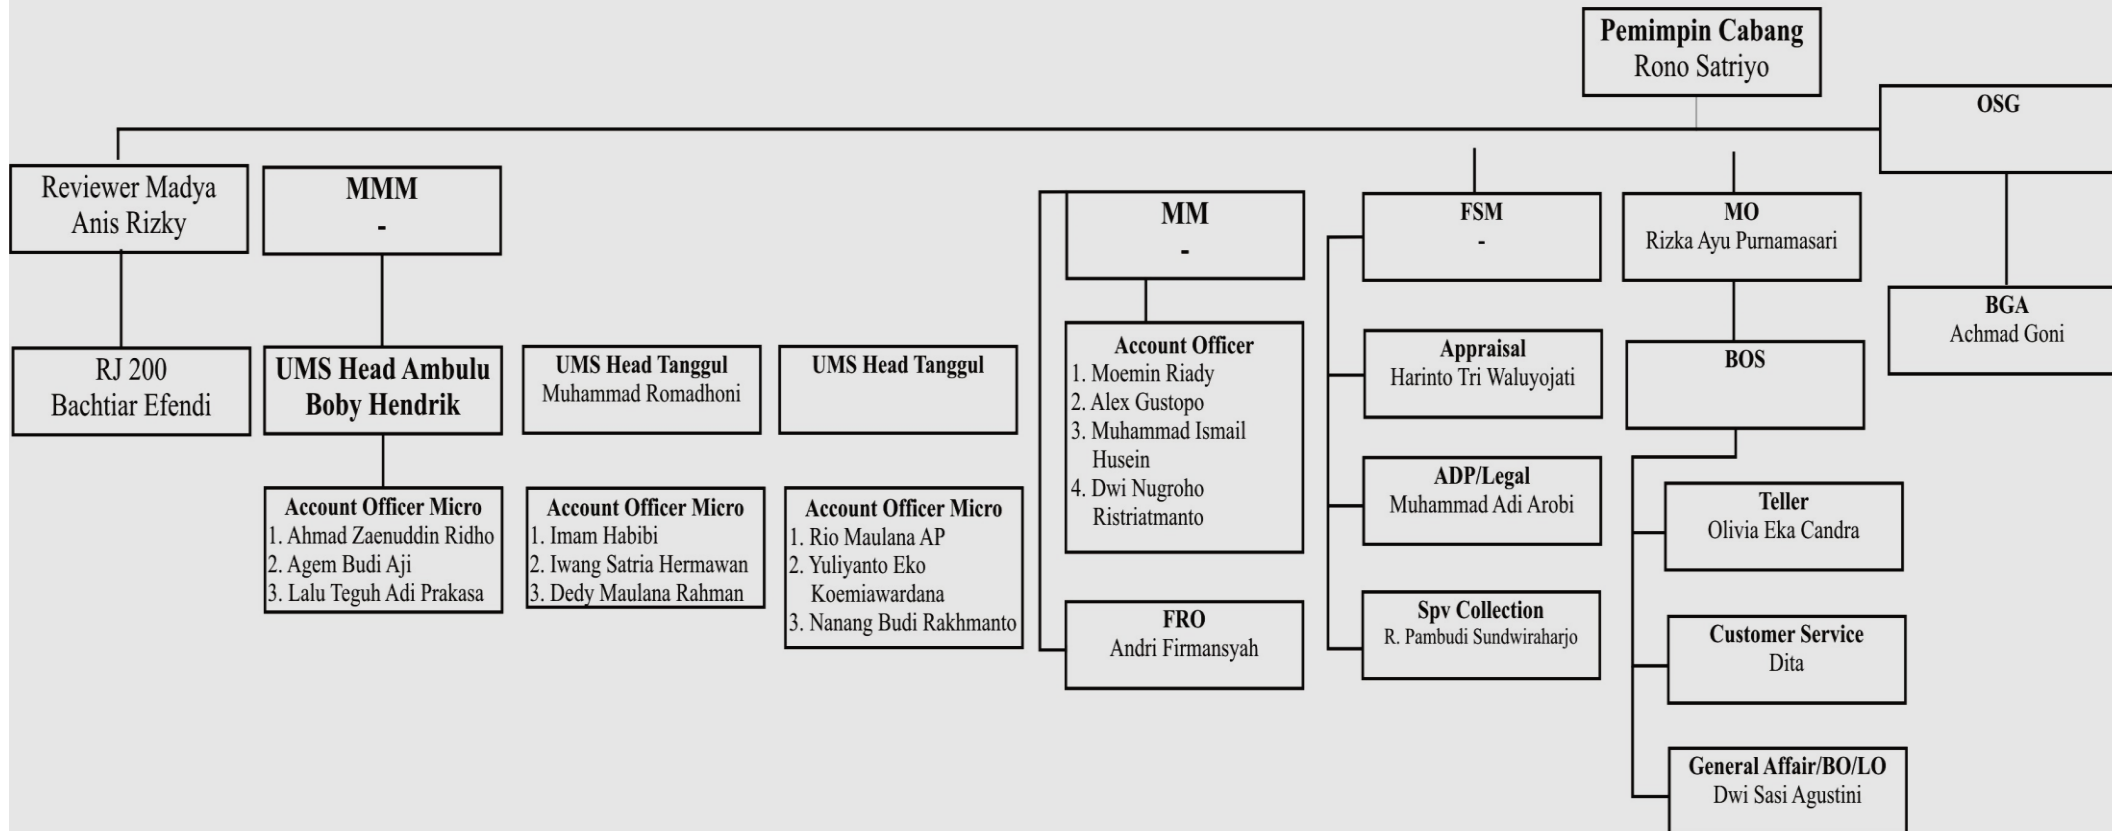 Pemimpin Cabang
Rono Satriyo
OSG
Reviewer Madya
Anis Rizky
MMM
-
MM
-
FSM
-
MO
Rizka Ayu Purnamasari
BGA
Achmad Goni
RJ 200
Bachtiar Efendi
UMS Head Ambulu
Boby Hendrik
UMS Head Tanggul
Muhammad Romadhoni
UMS Head Tanggul
Account Officer
1. Moemin Riady
2. Alex Gustopo
3. Muhammad Ismail
Husein
4. Dwi Nugroho
Ristriatmanto
Appraisal
Harinto Tri Waluyojati
BOS
Account Officer Micro
1. Ahmad Zaenuddin Ridho
2. Agem Budi Aji
3. Lalu Teguh Adi Prakasa
Account Officer Micro
1. Imam Habibi
2. Iwang Satria Hermawan
3. Dedy Maulana Rahman
Account Officer Micro
1. Rio Maulana AP
2. Yuliyanto Eko
Koemiawardana
3. Nanang Budi Rakhmanto
FRO
Andri Firmansyah
ADP/Legal
Muhammad Adi Arobi
Spv Collection
R. Pambudi Sundwiraharjo
Teller
Olivia Eka Candra
Customer Service
Dita
General Affair/BO/LO
Dwi Sasi Agustini